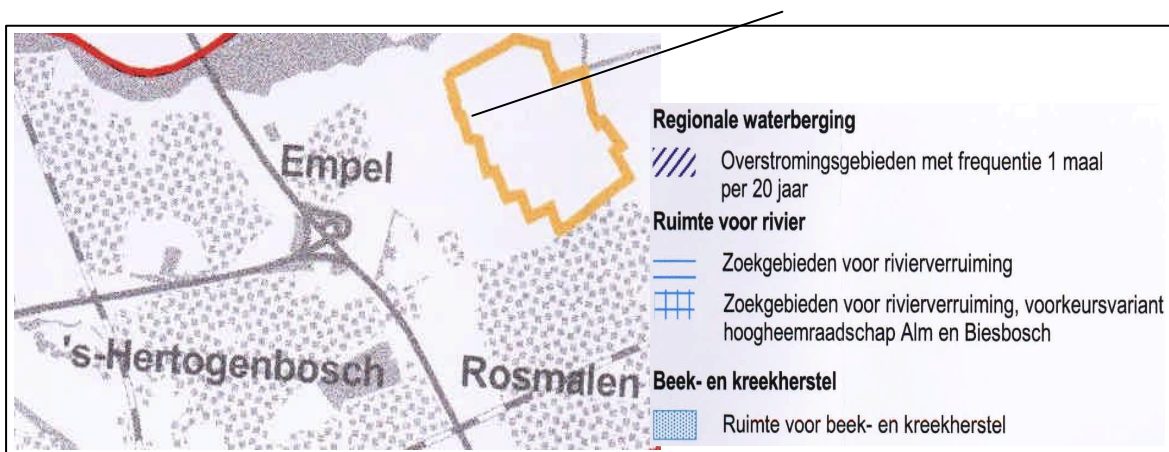 Empel
's-Hertogenbosch
Rosmalen
Regionale waterberging
Overstromingsgebieden met frequentie 1 maal
per 20 jaar
Ruimte voor rivier
Zoekgebieden voor rivierverruiming
Zoekgebieden voor rivierverruiming, voorkeursvariant
hoogheemraadschap Alm en Biesbosch
Beek- en kreekherstel
Ruimte voor beek- en kreekherstel